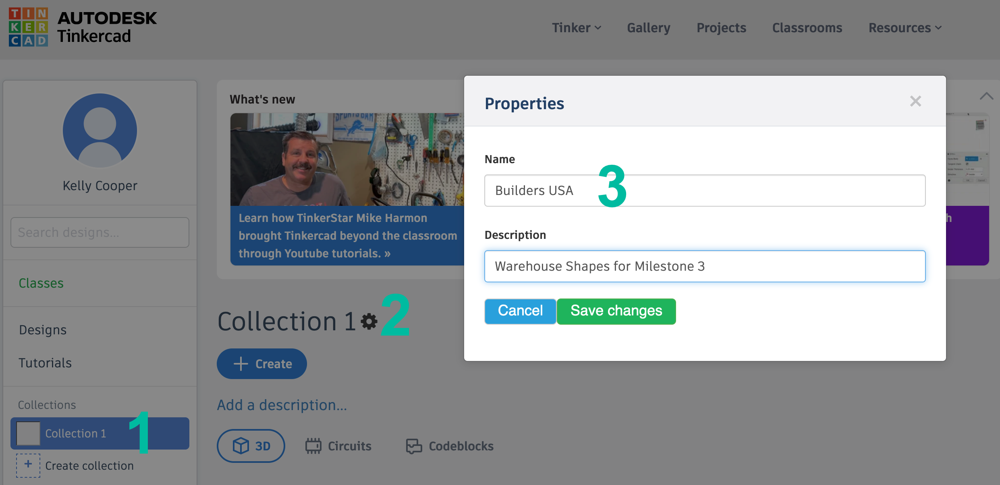 TIN
KER
CAD
AUTODESK
Tinkercad
Tinker
Gallery
Projects
Classrooms
Resources
Kelly Cooper
Search designs...
Classes
Designs
Tutorials
Collections
Collection 1
1
Create collection
What's new
SPORTS BAR
Learn how TinkerStar Mike Harmon
brought Tinkercad beyond the classroom
through Youtube tutorials. »
h
Collection 1
2
Create
Add a description...
3D
Circuits
Codeblocks
Properties
Name
Builders USA
3
Description
Warehouse Shapes for Milestone 3
Cancel
Save changes